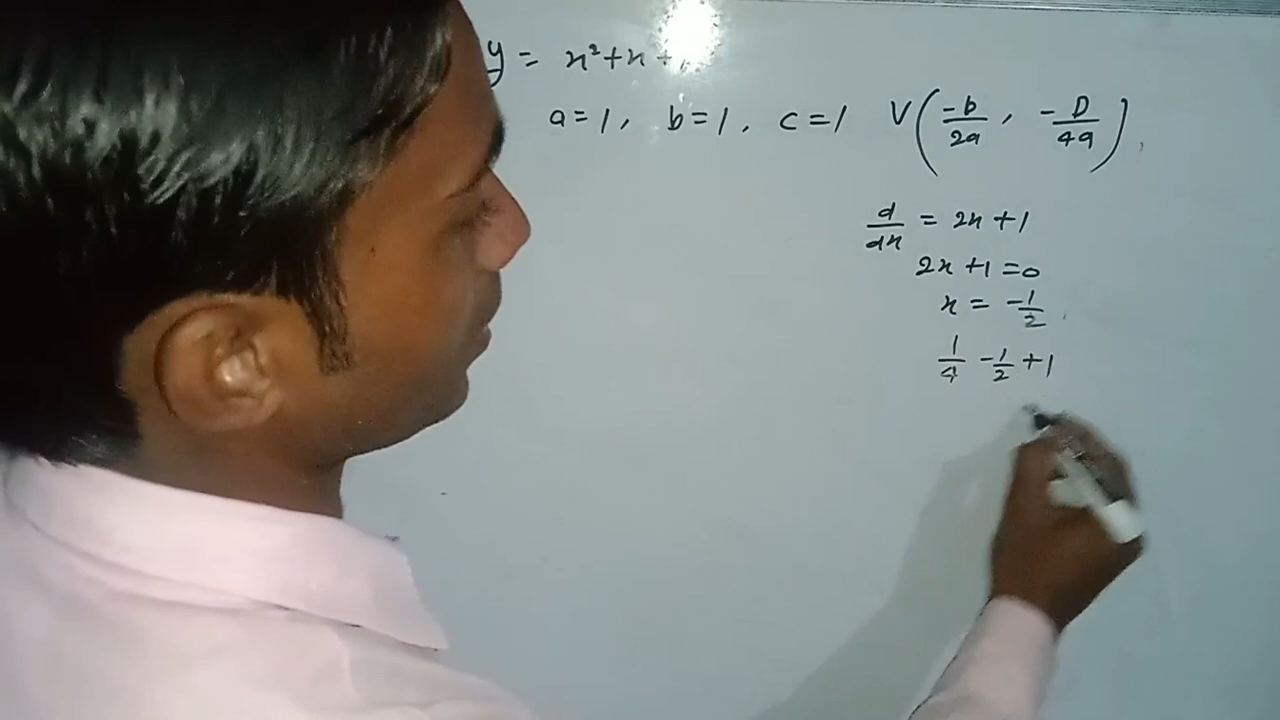 y = x² + x +
a = 1, b = 1, c = 1 V(-b/2a, -D/4a)
d/dx = 2x + 1
2x + 1 = 0
x = -1/2
1/4 - 1/2 + 1